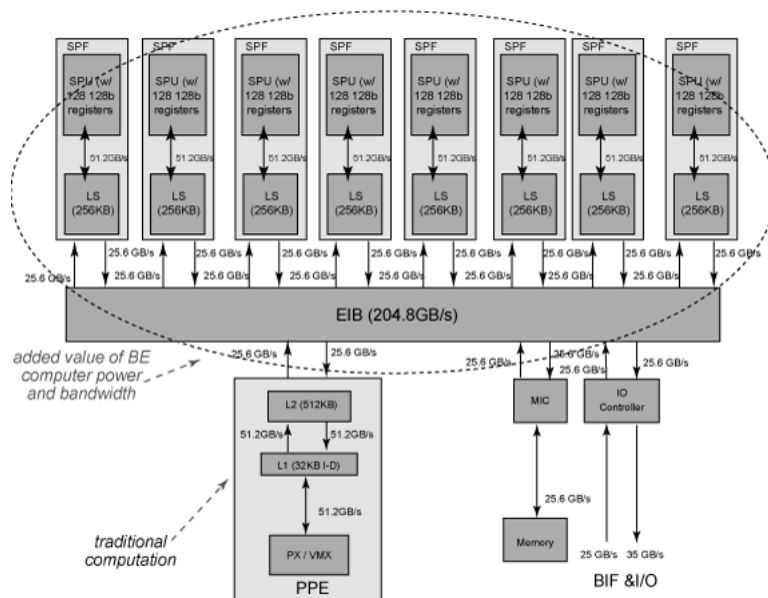 SPF SPF SPF SPF SPF SPF SPF SPF
SPU (w/ SPU (w/ SPU (w/ SPU (w/ SPU (w/ SPU (w/ SPU (w/ SPU (w/
128 128b 128 128b 128 128b 128 128b 128 128b 128 128b 128 128b 128 128b
registers registers registers registers registers registers registers registers
51.2GB/s 51.2GB/s 51.2GB/s 51.2GB/s 51.2GB/s 51.2GB/s 51.2GB/s 51.2GB/s
LS LS LS LS LS LS LS LS
(256KB) (256KB) (256KB) (256KB) (256KB) (256KB) (256KB) (256KB)
25.6 GB/s 25.6 GB/s 25.6 GB/s 25.6 GB/s 25.6 GB/s 25.6 GB/s 25.6 GB/s 25.6 GB/s
25.6 GB/s 25.6 GB/s 25.6 GB/s 25.6 GB/s 25.6 GB/s 25.6 GB/s 25.6 GB/s 25.6 GB/s
EIB (204.8GB/s)
added value of BE
computer power
and bandwidth
25.6 GB/s 25.6 GB/s 25.6 GB/s 25.6 GB/s
25.6 GB/s 25.6 GB/s
L2 (512KB)
MIC
IO
Controller
51.2GB/s 51.2GB/s
L1 (32KB I-D)
51.2GB/s
25.6 GB/s
traditional
computation
PX / VMX
Memory
25 GB/s 35 GB/s
PPE
BIF &I/O